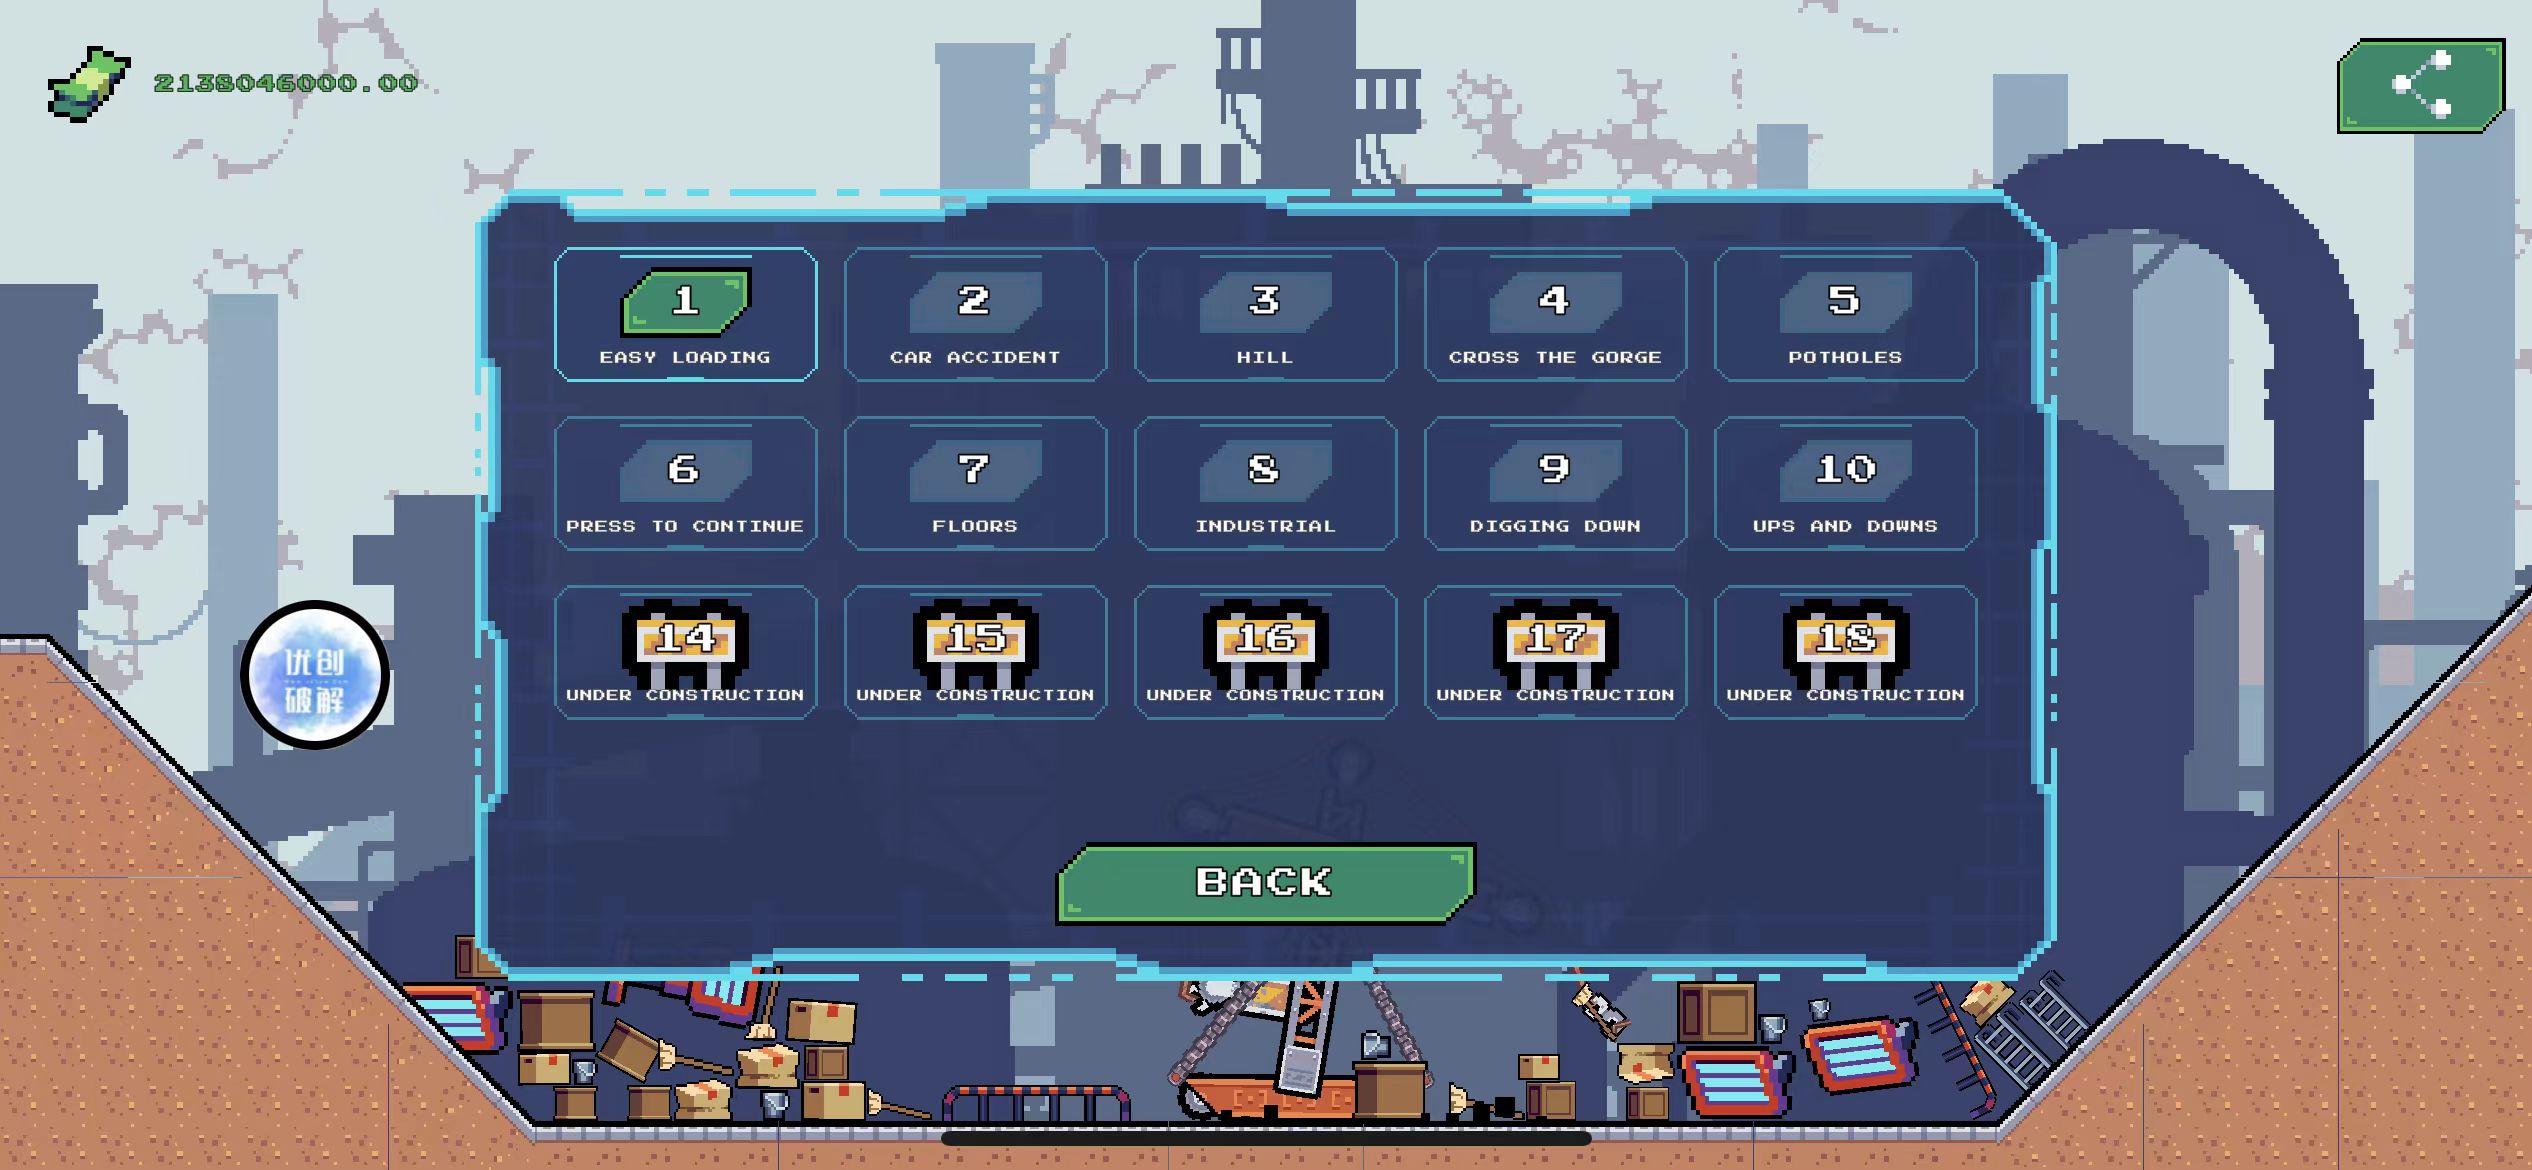 2138046000.00
1
EASY LOADING
2
CAR ACCIDENT
3
HILL
4
CROSS THE GORGE
5
POTHOLES
6
PRESS TO CONTINUE
7
FLOORS
8
INDUSTRIAL
9
DIGGING DOWN
10
UPS AND DOWNS
14
UNDER CONSTRUCTION
15
UNDER CONSTRUCTION
16
UNDER CONSTRUCTION
17
UNDER CONSTRUCTION
18
UNDER CONSTRUCTION
优创
破解
BACK